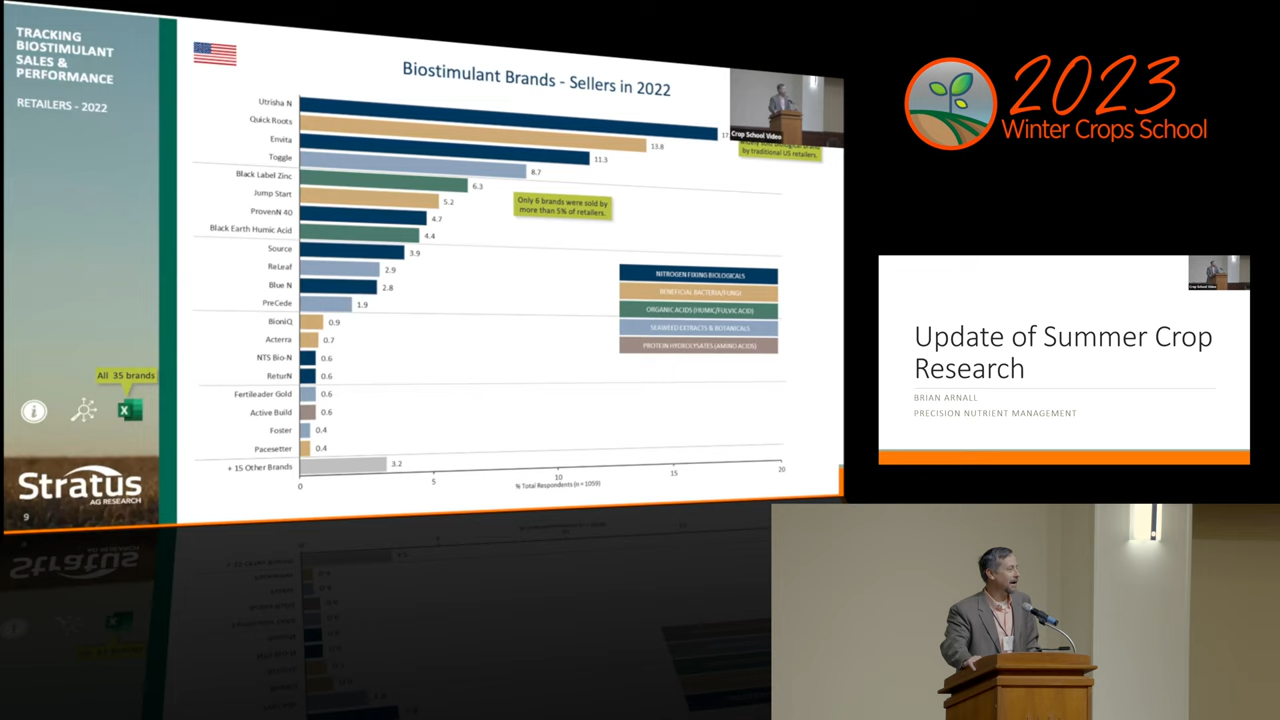 TRACKING
BIOSTIMULANT
SALES &
PERFORMANCE
RETAILERS - 2022
All 35 brands
Stratus
AG RESEARCH
9
Biostimulant Brands - Sellers in 2022
Crop School Video
by traditional US retailers.
Utrisha N 17
Quick Roots 13.8
Envita 11.3
Toggle 8.7
Black Label Zinc 6.3
Jump Start 5.2
ProvenN 40 4.7
Black Earth Humic Acid 4.4
Source 3.9
ReLeaf 2.9
Blue N 2.8
PreCede 1.9
BioniQ 0.9
Acterra 0.7
NTS Bio-N 0.6
ReturN 0.6
Fertileader Gold 0.6
Active Build 0.6
Foster 0.4
Pacesetter 0.4
+ 15 Other Brands 3.2
0 5 10 15 20
% Total Respondents (n = 1059)
Only 6 brands were sold by
more than 5% of retailers.
NITROGEN FIXING BIOLOGICALS
BENEFICIAL BACTERIA/FUNGI
ORGANIC ACIDS (HUMIC/FULVIC ACID)
SEAWEED EXTRACTS & BOTANICALS
PROTEIN HYDROLYSATES (AMINO ACIDS)
2023
Winter Crops School
Crop School Video
Update of Summer Crop
Research
BRIAN ARNALL
PRECISION NUTRIENT MANAGEMENT